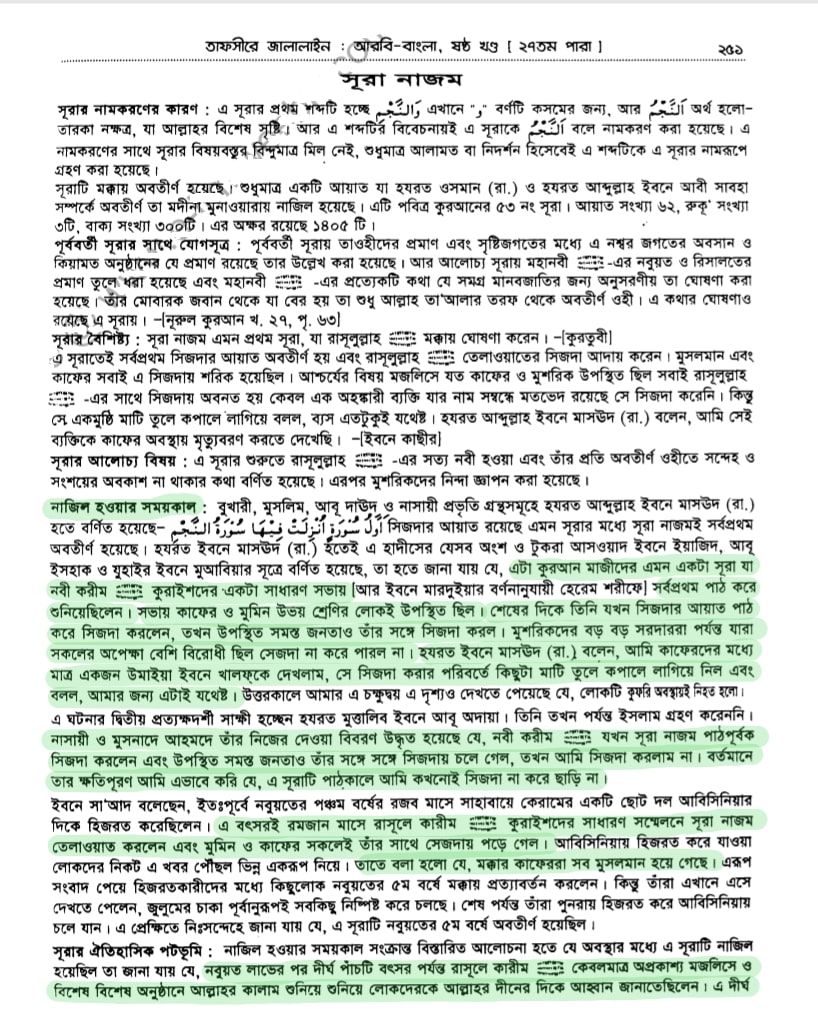 তাফসীরে জালালাইন : আরবি-বাংলা, ষষ্ঠ খণ্ড [ ২৭তম পারা ]
২৫১
সূরা নাজম
সূরার নামকরণের কারণ : এ সূরার প্রথম শব্দটি হচ্ছে وَالنَّجْمِ এখানে "و" বর্ণটি কসমের জন্য, আর اَلنَّجْمُ অর্থ হলো–
তারকা নক্ষত্র, যা আল্লাহর বিশেষ সৃষ্টি। আর এ শব্দটির বিবেচনায়ই এ সূরাকে اَلنَّجْمُ বলে নামকরণ করা হয়েছে। এ
নামকরণের সাথে সূরার বিষয়বস্তুর বিন্দুমাত্র মিল নেই, শুধুমাত্র আলামত বা নিদর্শন হিসেবেই এ শব্দটিকে এ সূরার নামরূপে
গ্রহণ করা হয়েছে।
সূরাটি মক্কায় অবতীর্ণ হয়েছে। শুধুমাত্র একটি আয়াত যা হযরত ওসমান (রা.) ও হযরত আব্দুল্লাহ ইবনে আবী সাবহা
সম্পর্কে অবতীর্ণ তা মদীনা মুনাওয়ারায় নাজিল হয়েছে। এটি পবিত্র কুরআনের ৫৩ নং সূরা। আয়াত সংখ্যা ৬২, রুকূ' সংখ্যা
৩টি, বাক্য সংখ্যা ৩০০টি। এর অক্ষর রয়েছে ১৪০৫ টি।
পূর্ববর্তী সূরার সাথে যোগসূত্র : পূর্ববর্তী সূরায় তাওহীদের প্রমাণ এবং সৃষ্টিজগতের মধ্যে এ নশ্বর জগতের অবসান ও
কিয়ামত অনুষ্ঠানের যে প্রমাণ রয়েছে তার উল্লেখ করা হয়েছে। আর আলোচ্য সূরায় মহানবী ﷺ -এর নবুয়ত ও রিসালতের
প্রমাণ তুলে ধরা হয়েছে এবং মহানবী ﷺ -এর প্রত্যেকটি কথা যে সমগ্র মানবজাতির জন্য অনুসরণীয় তা ঘোষণা করা
হয়েছে। তাঁর মোবারক জবান থেকে যা বের হয় তা শুধু আল্লাহ তা'আলার তরফ থেকে অবতীর্ণ ওহী। এ কথার ঘোষণাও
রয়েছে এ সূরায়। –[নূরুল কুরআন খ. ২৭, পৃ. ৬৩]
সূরার বৈশিষ্ট্য : সূরা নাজম এমন প্রথম সূরা, যা রাসূলুল্লাহ ﷺ মক্কায় ঘোষণা করেন। –[কুরতুবী]
এ সূরাতেই সর্বপ্রথম সিজদার আয়াত অবতীর্ণ হয় এবং রাসূলুল্লাহ ﷺ তেলাওয়াতের সিজদা আদায় করেন। মুসলমান এবং
কাফের সবাই এ সিজদায় শরিক হয়েছিল। আশ্চর্যের বিষয় মজলিসে যত কাফের ও মুশরিক উপস্থিত ছিল সবাই রাসূলুল্লাহ
ﷺ -এর সাথে সিজদায় অবনত হয় কেবল এক অহঙ্কারী ব্যক্তি যার নাম সম্বন্ধে মতভেদ রয়েছে সে সিজদা করেনি। কিন্তু
সে একমুষ্ঠি মাটি তুলে কপালে লাগিয়ে বলল, ব্যস এতটুকুই যথেষ্ট। হযরত আব্দুল্লাহ ইবনে মাসঊদ (রা.) বলেন, আমি সেই
ব্যক্তিকে কাফের অবস্থায় মৃত্যুবরণ করতে দেখেছি। –[ইবনে কাছীর]
সূরার আলোচ্য বিষয় : এ সূরার শুরুতে রাসূলুল্লাহ ﷺ -এর সত্য নবী হওয়া এবং তাঁর প্রতি অবতীর্ণ ওহীতে সন্দেহ ও
সংশয়ের অবকাশ না থাকার কথা বর্ণিত হয়েছে। এরপর মুশরিকদের নিন্দা জ্ঞাপন করা হয়েছে।
নাজিল হওয়ার সময়কাল : বুখারী, মুসলিম, আবূ দাউদ ও নাসায়ী প্রভৃতি গ্রন্থসমূহে হযরত আব্দুল্লাহ ইবনে মাসঊদ (রা.)
হতে বর্ণিত হয়েছে– اَوَّلُ سُوْرَةٍ اُنْزِلَتْ فِيْهَا سُوْرَةُ النَّجْمِ সিজদার আয়াত রয়েছে এমন সূরার মধ্যে সূরা নাজমই সর্বপ্রথম
অবতীর্ণ হয়েছে। হযরত ইবনে মাসঊদ (রা.) হতেই এ হাদীসের যেসব অংশ ও টুকরা আসওয়াদ ইবনে ইয়াজিদ, আবূ
ইসহাক ও যুহাইর ইবনে মুআবিয়ার সূত্রে বর্ণিত হয়েছে, তা হতে জানা যায় যে, এটা কুরআন মাজীদের এমন একটা সূরা যা
নবী করীম ﷺ কুরাইশদের একটা সাধারণ সভায় [আর ইবনে মারদুইয়ার বর্ণনানুযায়ী হেরেম শরীফে] সর্বপ্রথম পাঠ করে
শুনিয়েছিলেন। সভায় কাফের ও মুমিন উভয় শ্রেণির লোকই উপস্থিত ছিল। শেষের দিকে তিনি যখন সিজদার আয়াত পাঠ
করে সিজদা করলেন, তখন উপস্থিত সমস্ত জনতাও তাঁর সঙ্গে সিজদা করল। মুশরিকদের বড় বড় সরদাররা পর্যন্ত যারা
সকলের অপেক্ষা বেশি বিরোধী ছিল সেজদা না করে পারল না। হযরত ইবনে মাসঊদ (রা.) বলেন, আমি কাফেরদের মধ্যে
মাত্র একজন উমাইয়া ইবনে খালফ্‌কে দেখলাম, সে সিজদা করার পরিবর্তে কিছুটা মাটি তুলে কপালে লাগিয়ে নিল এবং
বলল, আমার জন্য এটাই যথেষ্ট। উত্তরকালে আমার এ চক্ষুদ্বয় এ দৃশ্যও দেখতে পেয়েছে যে, লোকটি কুফরি অবস্থায়ই নিহত হলো।
এ ঘটনার দ্বিতীয় প্রত্যক্ষদর্শী সাক্ষী হচ্ছেন হযরত মুত্তালিব ইবনে আবূ অদায়া। তিনি তখন পর্যন্ত ইসলাম গ্রহণ করেননি।
নাসায়ী ও মুসনাদে আহমদে তাঁর নিজের দেওয়া বিবরণ উদ্ধৃত হয়েছে যে, নবী করীম ﷺ যখন সূরা নাজম পাঠপূর্বক
সিজদা করলেন এবং উপস্থিত সমস্ত জনতাও তাঁর সঙ্গে সঙ্গে সিজদায় চলে গেল, তখন আমি সিজদা করলাম না। বর্তমানে
তার ক্ষতিপূরণ আমি এভাবে করি যে, এ সূরাটি পাঠকালে আমি কখনোই সিজদা না করে ছাড়ি না।
ইবনে সা'আদ বলেছেন, ইতঃপূর্বে নবুয়তের পঞ্চম বর্ষের রজব মাসে সাহাবায়ে কেরামের একটি ছোট দল আবিসিনিয়ার
দিকে হিজরত করেছিলেন। এ বৎসরই রমজান মাসে রাসূলে কারীম ﷺ কুরাইশদের সাধারণ সম্মেলনে সূরা নাজম
তেলাওয়াত করলেন এবং মুমিন ও কাফের সকলেই তাঁর সাথে সেজদায় পড়ে গেল। আবিসিনিয়ায় হিজরত করে যাওয়া
লোকদের নিকট এ খবর পৌঁছল ভিন্ন একরূপ নিয়ে। তাতে বলা হলো যে, মক্কার কাফেররা সব মুসলমান হয়ে গেছে। এরূপ
সংবাদ পেয়ে হিজরতকারীদের মধ্যে কিছুলোক নবুয়তের ৫ম বর্ষে মক্কায় প্রত্যাবর্তন করলেন। কিন্তু তাঁরা এখানে এসে
দেখতে পেলেন, জুলুমের চাকা পূর্বানুরূপই সবকিছু নিষ্পিষ্ট করে চলছে। শেষ পর্যন্ত তাঁরা পুনরায় হিজরত করে আবিসিনিয়ায়
চলে যান। এ প্রেক্ষিতে নিঃসন্দেহে জানা যায় যে, এ সূরাটি নবুয়তের ৫ম বর্ষে অবতীর্ণ হয়েছিল।
সূরার ঐতিহাসিক পটভূমি : নাজিল হওয়ার সময়কাল সংক্রান্ত বিস্তারিত আলোচনা হতে যে অবস্থার মধ্যে এ সূরাটি নাজিল
হয়েছিল তা জানা যায় যে, নবুয়ত লাভের পর দীর্ঘ পাঁচটি বৎসর পর্যন্ত রাসূলে কারীম ﷺ কেবলমাত্র অপ্রকাশ্য মজলিসে ও
বিশেষ বিশেষ অনুষ্ঠানে আল্লাহর কালাম শুনিয়ে শুনিয়ে লোকদেরকে আল্লাহর দীনের দিকে আহ্বান জানাতেছিলেন। এ দীর্ঘ